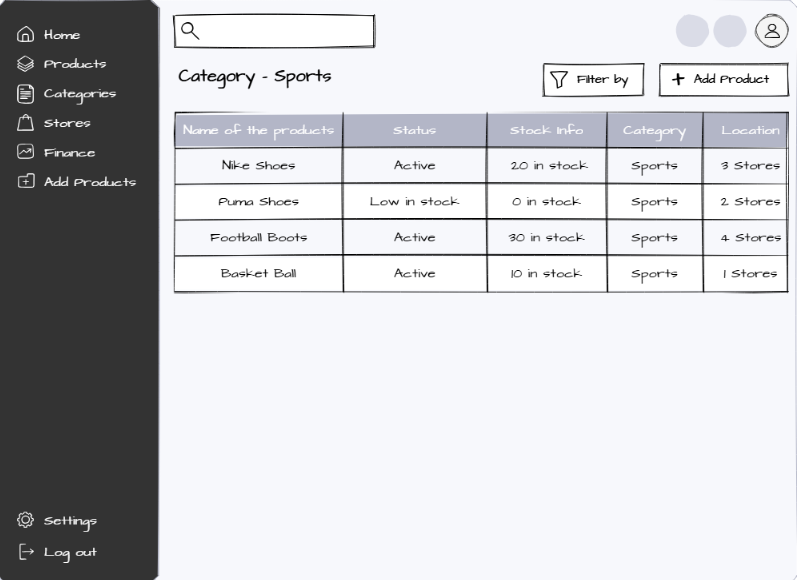 Home
Products
Categories
Stores
Finance
Add Products
Settings
Log out
Category - Sports
Filter by
+ Add Product
Name of the products Status Stock Info Category Location
Nike Shoes Active 20 in stock Sports 3 Stores
Puma Shoes Low in stock 0 in stock Sports 2 Stores
Football Boots Active 30 in stock Sports 4 Stores
Basket Ball Active 10 in stock Sports 1 Stores